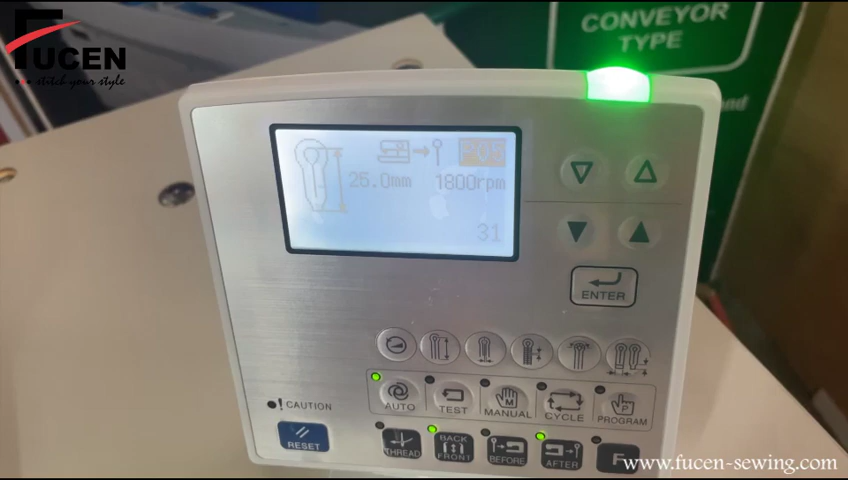 FUCEN
stitch your style
CONVEYOR
TYPE
25.0mm 1800rpm
31
ENTER
! CAUTION
RESET
AUTO
TEST
MANUAL
CYCLE
PROGRAM
THREAD
BACK
FRONT
BEFORE
AFTER
F
www.fucen-sewing.com